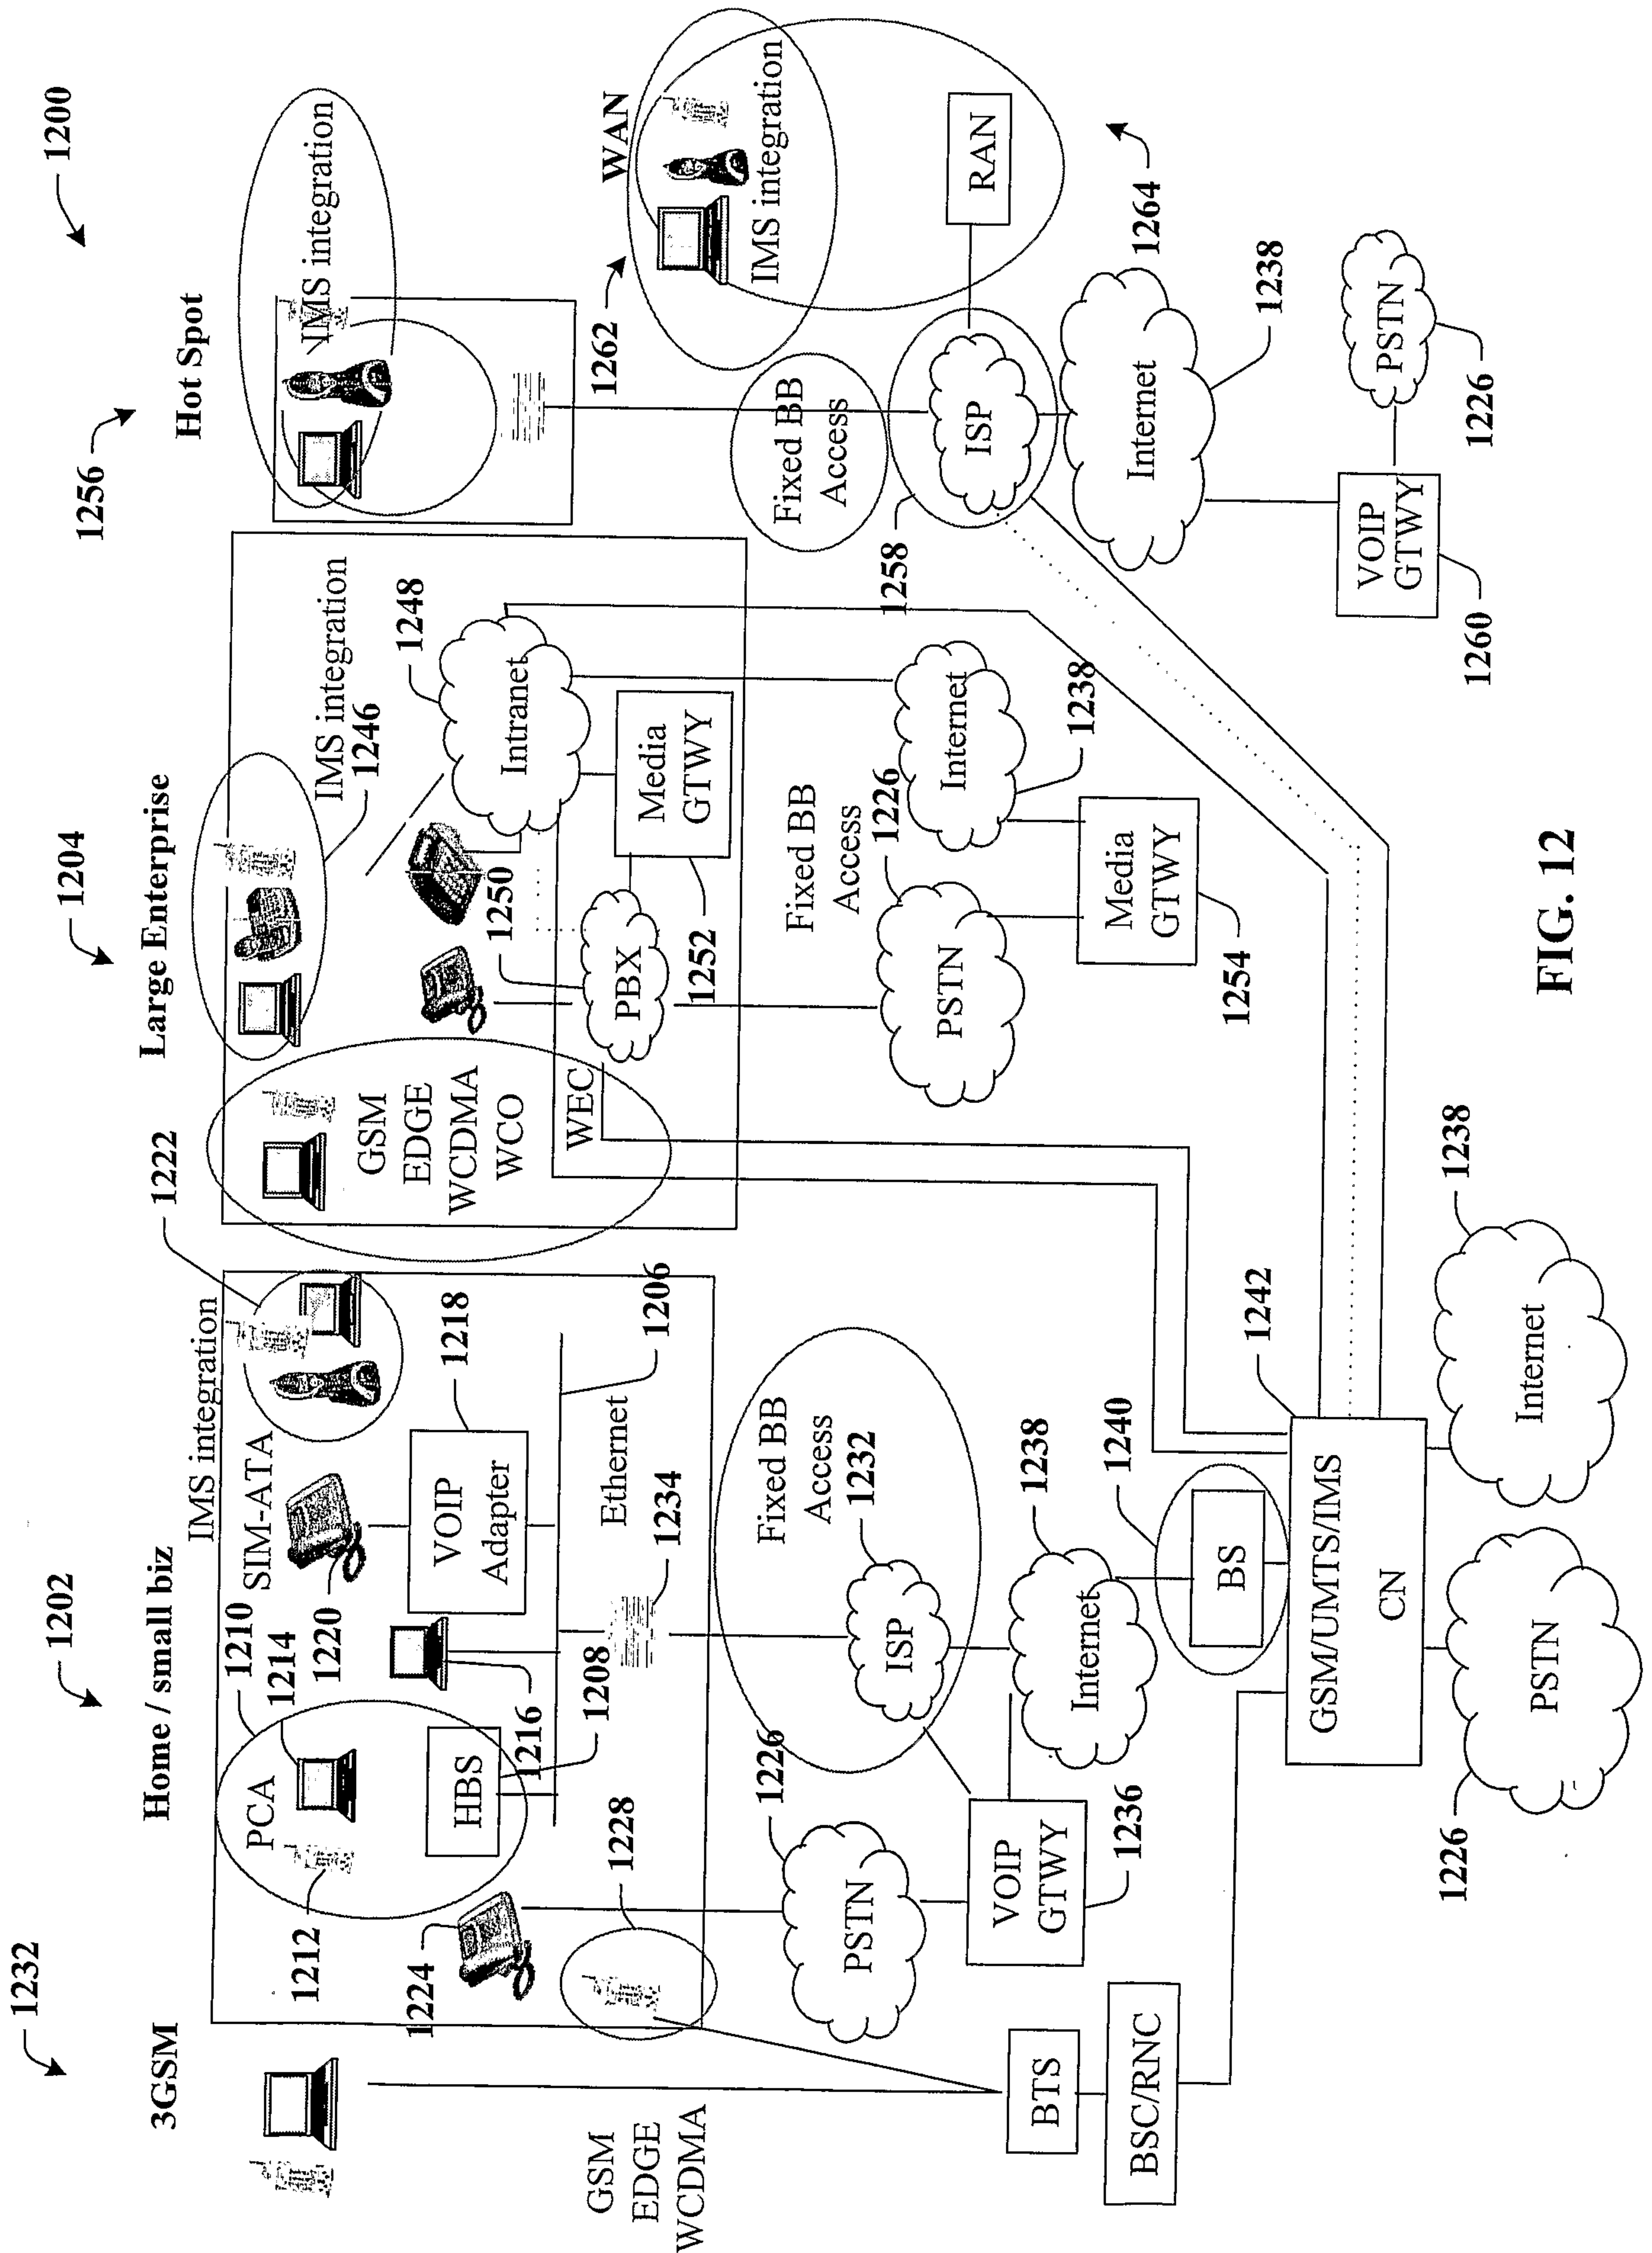 1200
1232
1202
1204
1256
3GSM
Home / small biz
Large Enterprise
Hot Spot
IMS integration
1222
1210
PCA
1214
SIM-ATA
1212
1220
1218
VOIP
Adapter
HBS
1216
1208
1206
Ethernet
1234
1224
1228
GSM
EDGE
WCDMA
GSM
EDGE
WCDMA
WCO
WEC
IMS integration
1246
1248
Intranet
1250
PBX
Media
GTWY
1252
IMS integration
1262
WAN
IMS integration
RAN
1264
Fixed BB
Access
1232
ISP
1226
PSTN
VOIP
GTWY
1236
Internet
1238
1240
BS
BTS
BSC/RNC
Fixed BB
Access
1226
PSTN
Internet
1238
Media
GTWY
1254
Fixed BB
Access
1258
ISP
Internet
1238
VOIP
GTWY
1260
PSTN
1226
1242
GSM/UMTS/IMS
CN
PSTN
1226
Internet
1238
FIG. 12